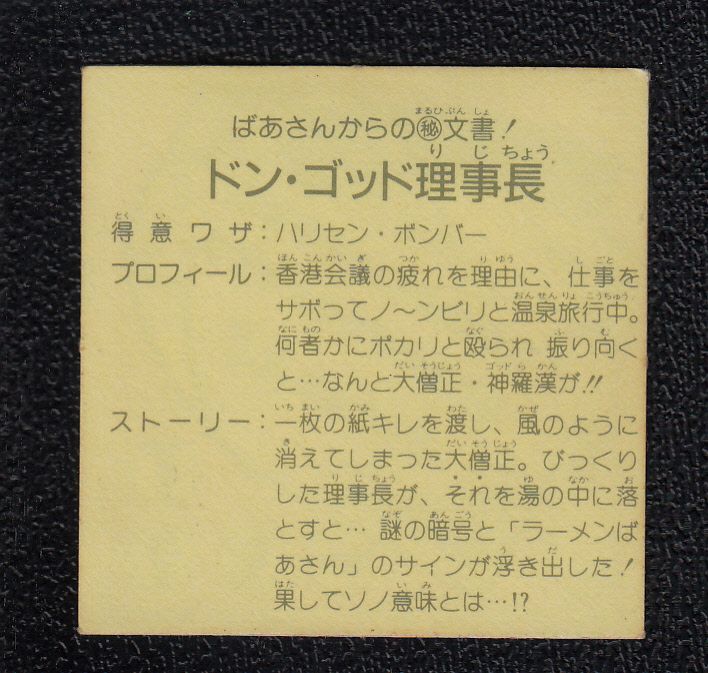 ばあさんからの㊙文書！
ドン・ゴッド理事長
得意ワザ：ハリセン・ボンバー
プロフィール：香港会議の疲れを理由に、仕事を
サボってノ〜ンビリと温泉旅行中。
何者かにポカリと殴られ 振り向く
と…なんと大僧正・神羅漢が!!
ストーリー：一枚の紙キレを渡し、風のように
消えてしまった大僧正。びっくり
した理事長が、それを湯の中に落
とすと… 謎の暗号と「ラーメンば
あさん」のサインが浮き出した！
果してソノ意味とは…!?